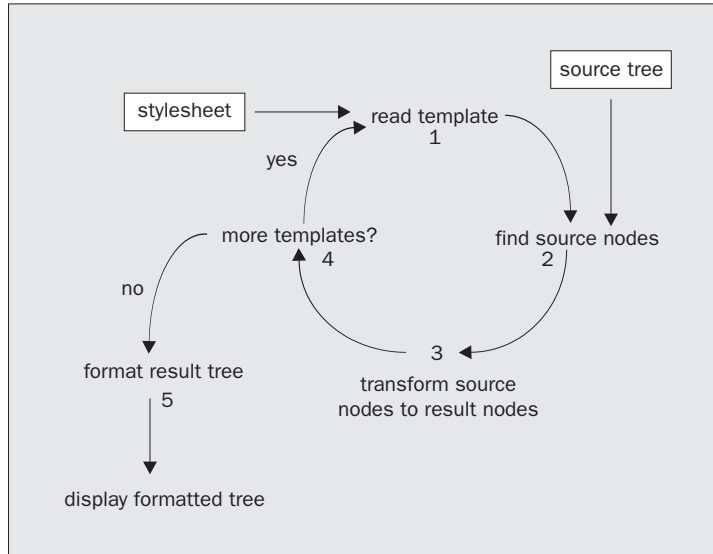 source tree
stylesheet
read template
1
yes
more templates?
4
find source nodes
2
no
3
transform source
nodes to result nodes
format result tree
5
display formatted tree